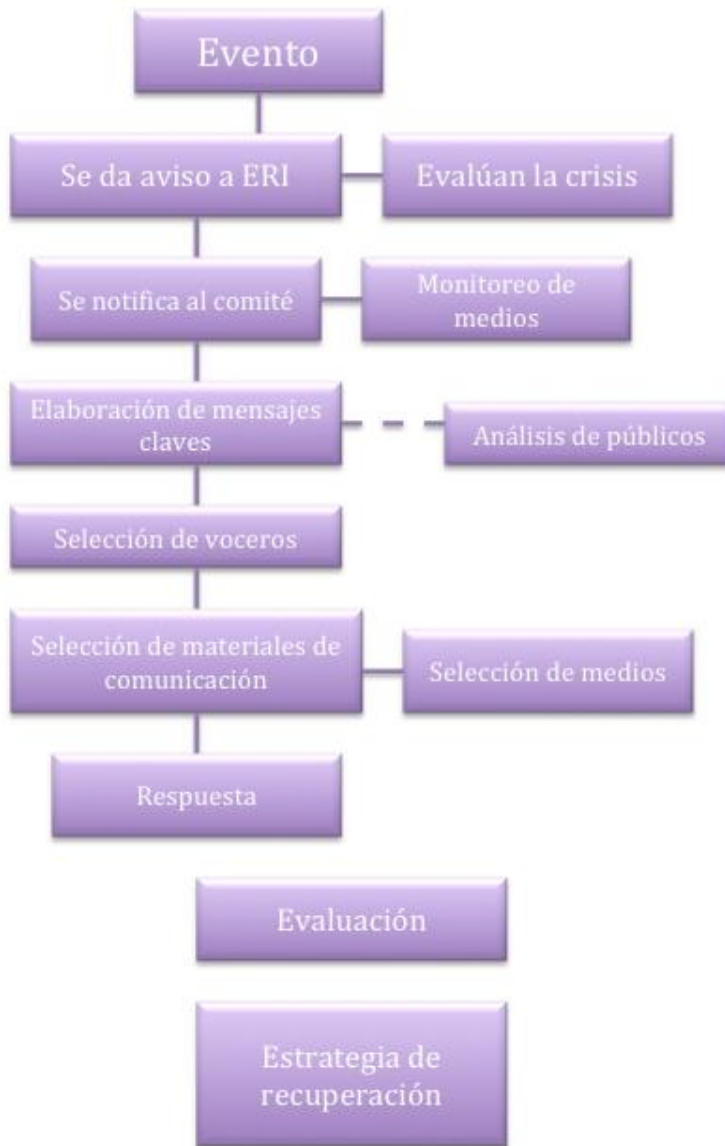 Evento
Se da aviso a ERI
Evalúan la crisis
Se notifica al comité
Monitoreo de
medios
Elaboración de mensajes
claves
Análisis de públicos
Selección de voceros
Selección de materiales de
comunicación
Selección de medios
Respuesta
Evaluación
Estrategia de
recuperación